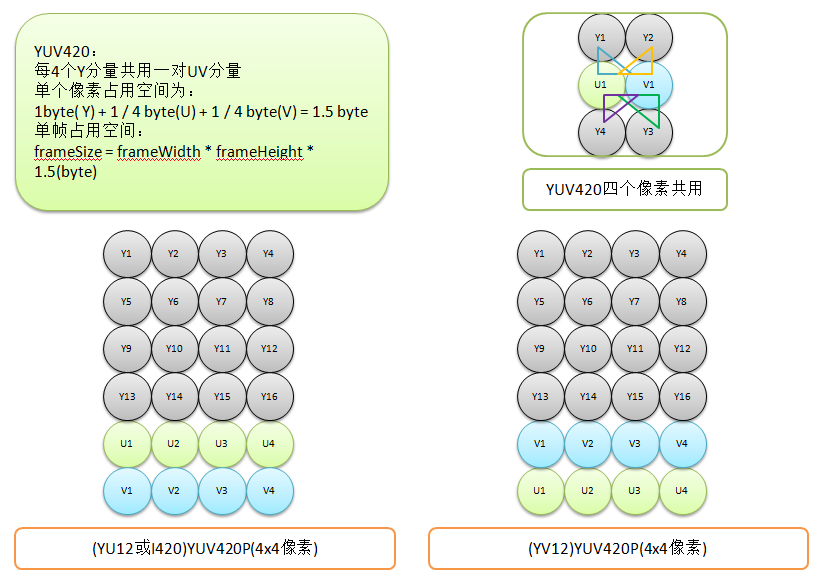 YUV420：
每4个Y分量共用一对UV分量
单个像素占用空间为：
1byte( Y) + 1 / 4 byte(U) + 1 / 4 byte(V) = 1.5 byte
单帧占用空间：
frameSize = frameWidth * frameHeight *
1.5(byte)
Y1 Y2
U1 V1
Y4 Y3
YUV420四个像素共用
Y1 Y2 Y3 Y4
Y5 Y6 Y7 Y8
Y9 Y10 Y11 Y12
Y13 Y14 Y15 Y16
U1 U2 U3 U4
V1 V2 V3 V4
(YU12或I420)YUV420P(4x4像素)
Y1 Y2 Y3 Y4
Y5 Y6 Y7 Y8
Y9 Y10 Y11 Y12
Y13 Y14 Y15 Y16
V1 V2 V3 V4
U1 U2 U3 U4
(YV12)YUV420P(4x4像素)